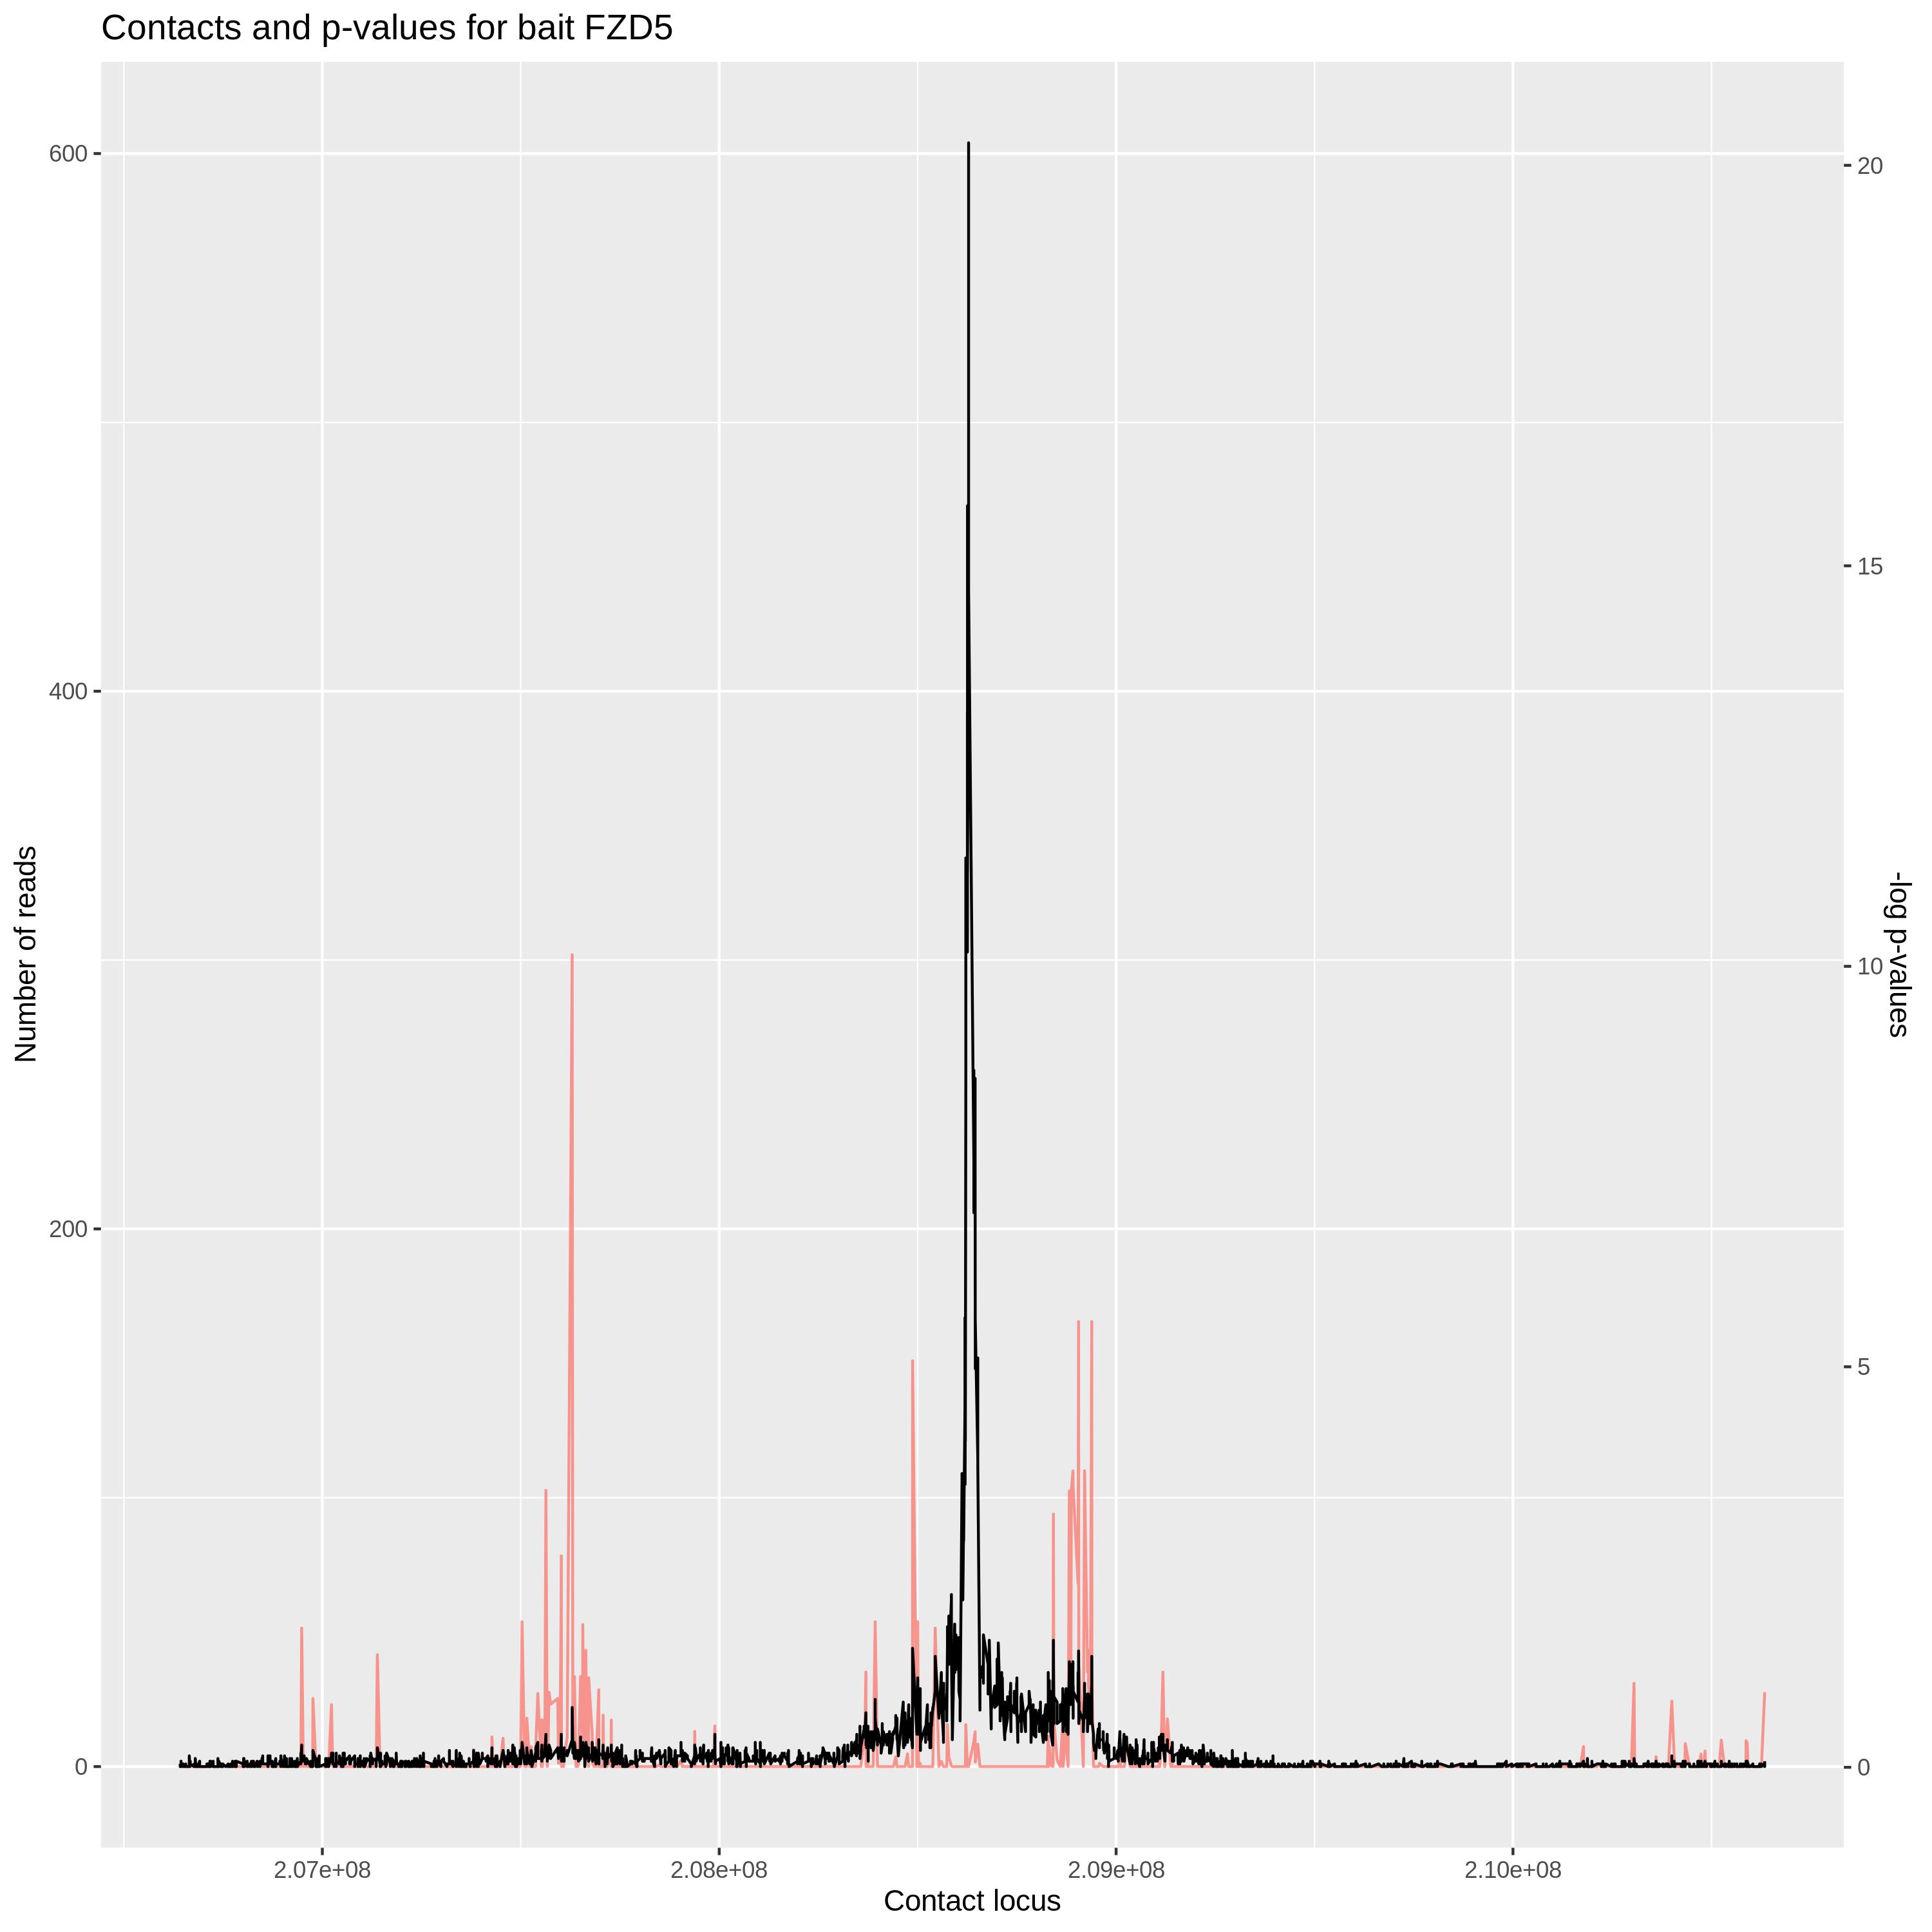 Contacts and p-values for bait FZD5
600
400
200
0
Number of reads
20
15
10
5
0
-log p-values
2.07e+08
2.08e+08
2.09e+08
2.10e+08
Contact locus